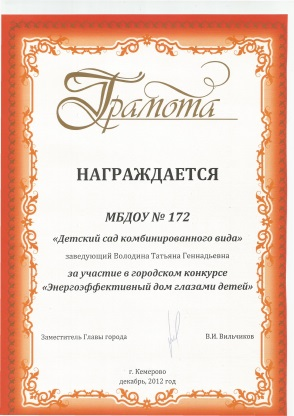 Грамота
НАГРАЖДАЕТСЯ
МБДОУ № 172
«Детский сад комбинированного вида»
заведующий Володина Татьяна Геннадьевна
за участие в городском конкурсе
«Энергоэффективный дом глазами детей»
Заместитель Главы города В.И. Вильчиков
г. Кемерово
декабрь, 2012 год